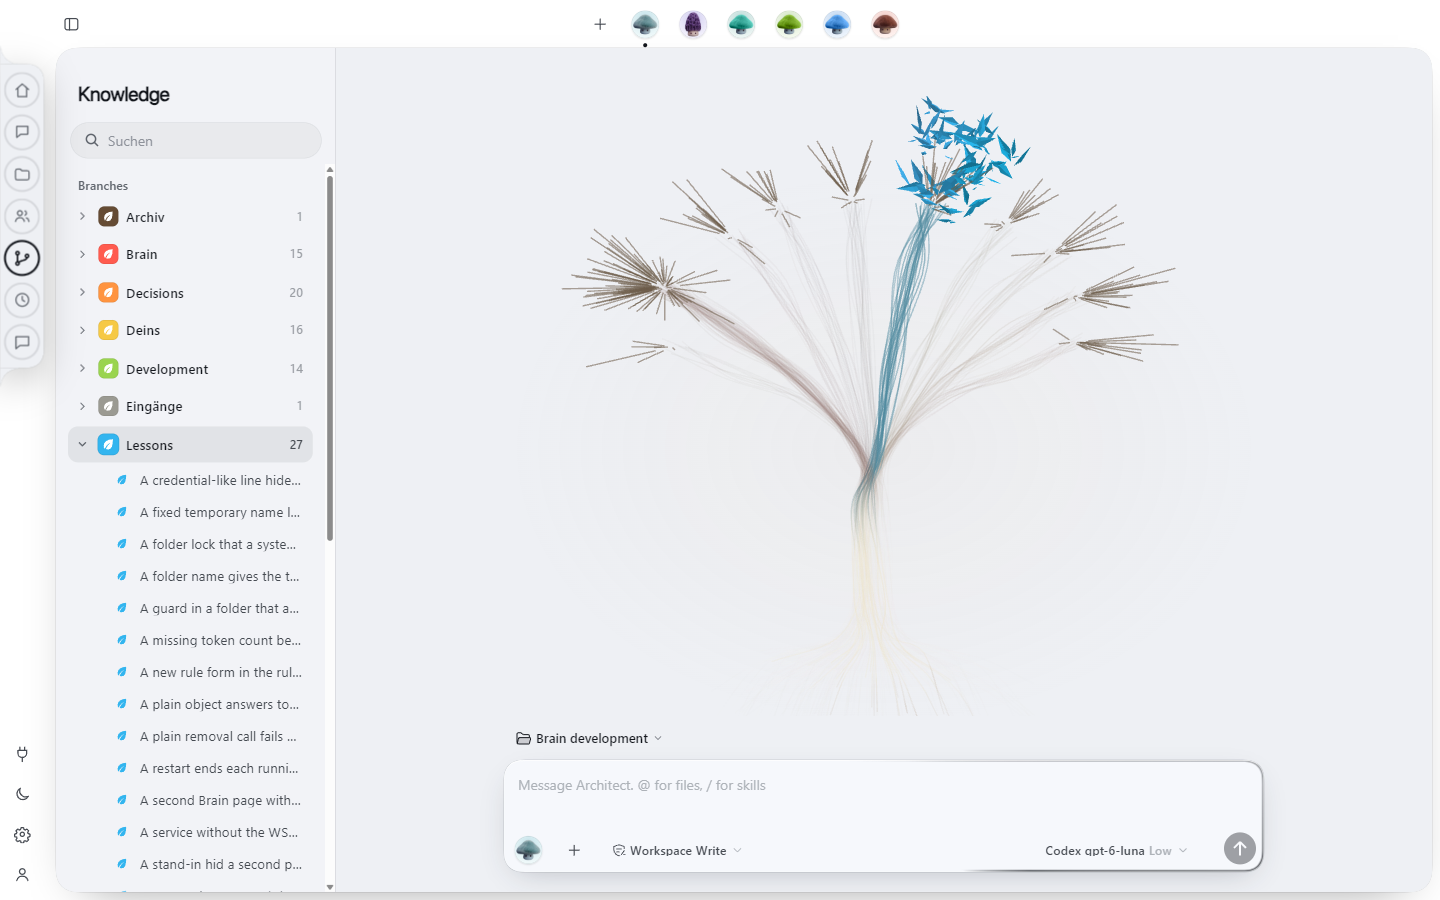 Knowledge
Suchen
Branches
Archiv 1
Brain 15
Decisions 20
Deins 16
Development 14
Eingänge 1
Lessons 27
A credential-like line hide...
A fixed temporary name l...
A folder lock that a syste...
A folder name gives the t...
A guard in a folder that a...
A missing token count be...
A new rule form in the rul...
A plain object answers to...
A plain removal call fails ...
A restart ends each runni...
A second Brain page with...
A service without the WS...
A stand-in hid a second p...
Brain development
Message Architect. @ for files, / for skills
Workspace Write
Codex gpt-6-luna Low